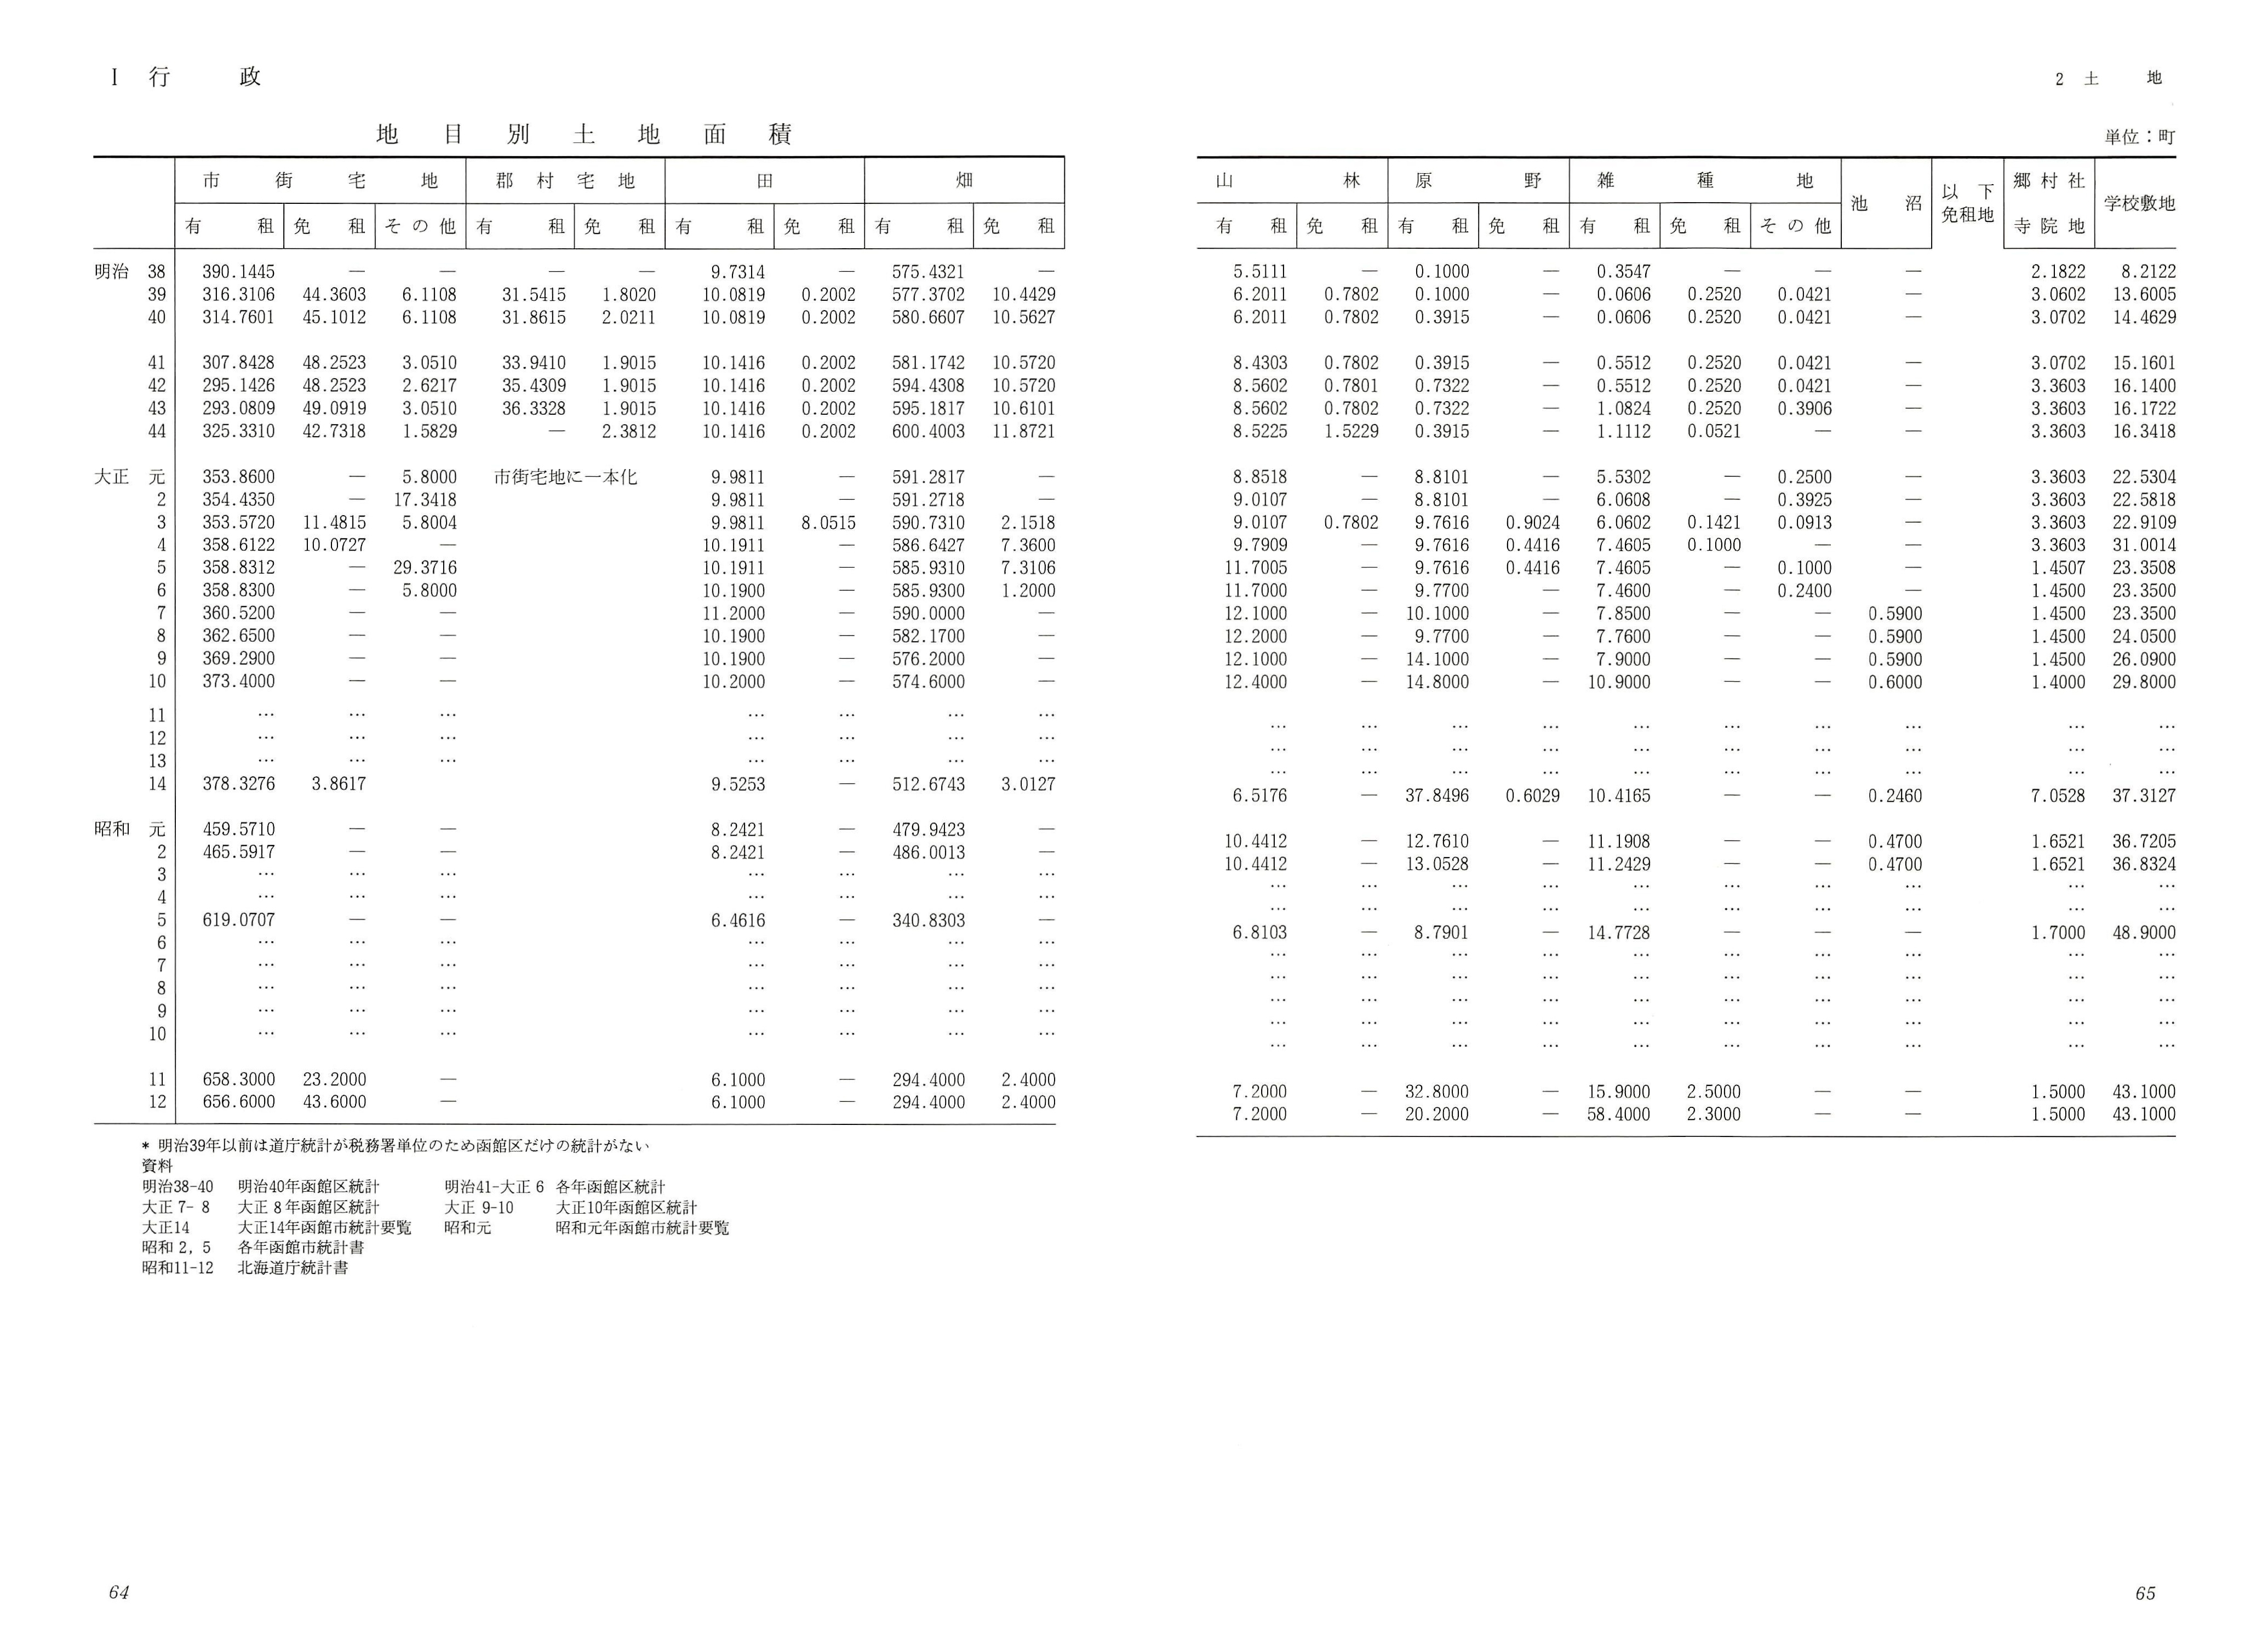 I 行 政
地目別土地面積
市街宅地 郡村宅地 田 畑
有租 免租 その他 有租 免租 有租 免租 有租 免租
明治 38 390.1445 — — — — 9.7314 — 575.4321 —
39 316.3106 44.3603 6.1108 31.5415 1.8020 10.0819 0.2002 577.3702 10.4429
40 314.7601 45.1012 6.1108 31.8615 2.0211 10.0819 0.2002 580.6607 10.5627
41 307.8428 48.2523 3.0510 33.9410 1.9015 10.1416 0.2002 581.1742 10.5720
42 295.1426 48.2523 2.6217 35.4309 1.9015 10.1416 0.2002 594.4308 10.5720
43 293.0809 49.0919 3.0510 36.3328 1.9015 10.1416 0.2002 595.1817 10.6101
44 325.3310 42.7318 1.5829 — 2.3812 10.1416 0.2002 600.4003 11.8721
大正 元 353.8600 — 5.8000 市街宅地に一本化 9.9811 — 591.2817 —
2 354.4350 — 17.3418 9.9811 — 591.2718 —
3 353.5720 11.4815 5.8004 9.9811 8.0515 590.7310 2.1518
4 358.6122 10.0727 — 10.1911 — 586.6427 7.3600
5 358.8312 — 29.3716 10.1911 — 585.9310 7.3106
6 358.8300 — 5.8000 10.1900 — 585.9300 1.2000
7 360.5200 — — 11.2000 — 590.0000 —
8 362.6500 — — 10.1900 — 582.1700 —
9 369.2900 — — 10.1900 — 576.2000 —
10 373.4000 — — 10.2000 — 574.6000 —
11 … … … … … … …
12 … … … … … … …
13 … … … … … … …
14 378.3276 3.8617 9.5253 — 512.6743 3.0127
昭和 元 459.5710 — — 8.2421 — 479.9423 —
2 465.5917 — — 8.2421 — 486.0013 —
3 … … … … … … …
4 … … … … … … …
5 619.0707 — — 6.4616 — 340.8303 —
6 … … … … … … …
7 … … … … … … …
8 … … … … … … …
9 … … … … … … …
10 … … … … … … …
11 658.3000 23.2000 — 6.1000 — 294.4000 2.4000
12 656.6000 43.6000 — 6.1000 — 294.4000 2.4000
* 明治39年以前は道庁統計が税務署単位のため函館区だけの統計がない
資料
明治38-40 明治40年函館区統計 明治41-大正 6 各年函館区統計
大正 7- 8 大正 8 年函館区統計 大正 9-10 大正10年函館区統計
大正14 大正14年函館市統計要覧 昭和元 昭和元年函館市統計要覧
昭和 2, 5 各年函館市統計書
昭和11-12 北海道庁統計書
64
2 土 地
単位：町
山林 原野 雑種地 池沼 以下免租地 郷村社寺院地 学校敷地
有租 免租 有租 免租 有租 免租 その他
5.5111 — 0.1000 — 0.3547 — — — 2.1822 8.2122
6.2011 0.7802 0.1000 — 0.0606 0.2520 0.0421 — 3.0602 13.6005
6.2011 0.7802 0.3915 — 0.0606 0.2520 0.0421 — 3.0702 14.4629
8.4303 0.7802 0.3915 — 0.5512 0.2520 0.0421 — 3.0702 15.1601
8.5602 0.7801 0.7322 — 0.5512 0.2520 0.0421 — 3.3603 16.1400
8.5602 0.7802 0.7322 — 1.0824 0.2520 0.3906 — 3.3603 16.1722
8.5225 1.5229 0.3915 — 1.1112 0.0521 — — 3.3603 16.3418
8.8518 — 8.8101 — 5.5302 — 0.2500 — 3.3603 22.5304
9.0107 — 8.8101 — 6.0608 — 0.3925 — 3.3603 22.5818
9.0107 0.7802 9.7616 0.9024 6.0602 0.1421 0.0913 — 3.3603 22.9109
9.7909 — 9.7616 0.4416 7.4605 0.1000 — — 3.3603 31.0014
11.7005 — 9.7616 0.4416 7.4605 — 0.1000 — 1.4507 23.3508
11.7000 — 9.7700 — 7.4600 — 0.2400 — 1.4500 23.3500
12.1000 — 10.1000 — 7.8500 — — 0.5900 1.4500 23.3500
12.2000 — 9.7700 — 7.7600 — — 0.5900 1.4500 24.0500
12.1000 — 14.1000 — 7.9000 — — 0.5900 1.4500 26.0900
12.4000 — 14.8000 — 10.9000 — — 0.6000 1.4000 29.8000
… … … … … … … … … …
… … … … … … … … … …
… … … … … … … … … …
6.5176 — 37.8496 0.6029 10.4165 — — 0.2460 7.0528 37.3127
10.4412 — 12.7610 — 11.1908 — — 0.4700 1.6521 36.7205
10.4412 — 13.0528 — 11.2429 — — 0.4700 1.6521 36.8324
… … … … … … … … … …
… … … … … … … … … …
6.8103 — 8.7901 — 14.7728 — — — 1.7000 48.9000
… … … … … … … … … …
… … … … … … … … … …
… … … … … … … … … …
… … … … … … … … … …
… … … … … … … … … …
7.2000 — 32.8000 — 15.9000 2.5000 — — 1.5000 43.1000
7.2000 — 20.2000 — 58.4000 2.3000 — — 1.5000 43.1000
65